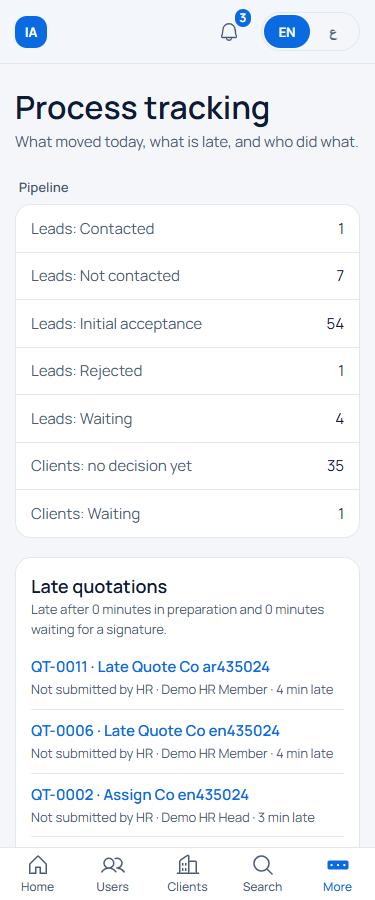 IA
3
EN
ع
Process tracking
What moved today, what is late, and who did what.
Pipeline
Leads: Contacted 1
Leads: Not contacted 7
Leads: Initial acceptance 54
Leads: Rejected 1
Leads: Waiting 4
Clients: no decision yet 35
Clients: Waiting 1
Late quotations
Late after 0 minutes in preparation and 0 minutes
waiting for a signature.
QT-0011 · Late Quote Co ar435024
Not submitted by HR · Demo HR Member · 4 min late
QT-0006 · Late Quote Co en435024
Not submitted by HR · Demo HR Member · 4 min late
QT-0002 · Assign Co en435024
Not submitted by HR · Demo HR Head · 3 min late
Home Users Clients Search More